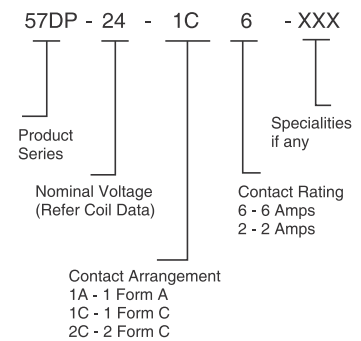 57DP - 24 - 1C 6 - XXX
Product
Series
Specialities
if any
Nominal Voltage
(Refer Coil Data)
Contact Rating
6 - 6 Amps
2 - 2 Amps
Contact Arrangement
1A - 1 Form A
1C - 1 Form C
2C - 2 Form C